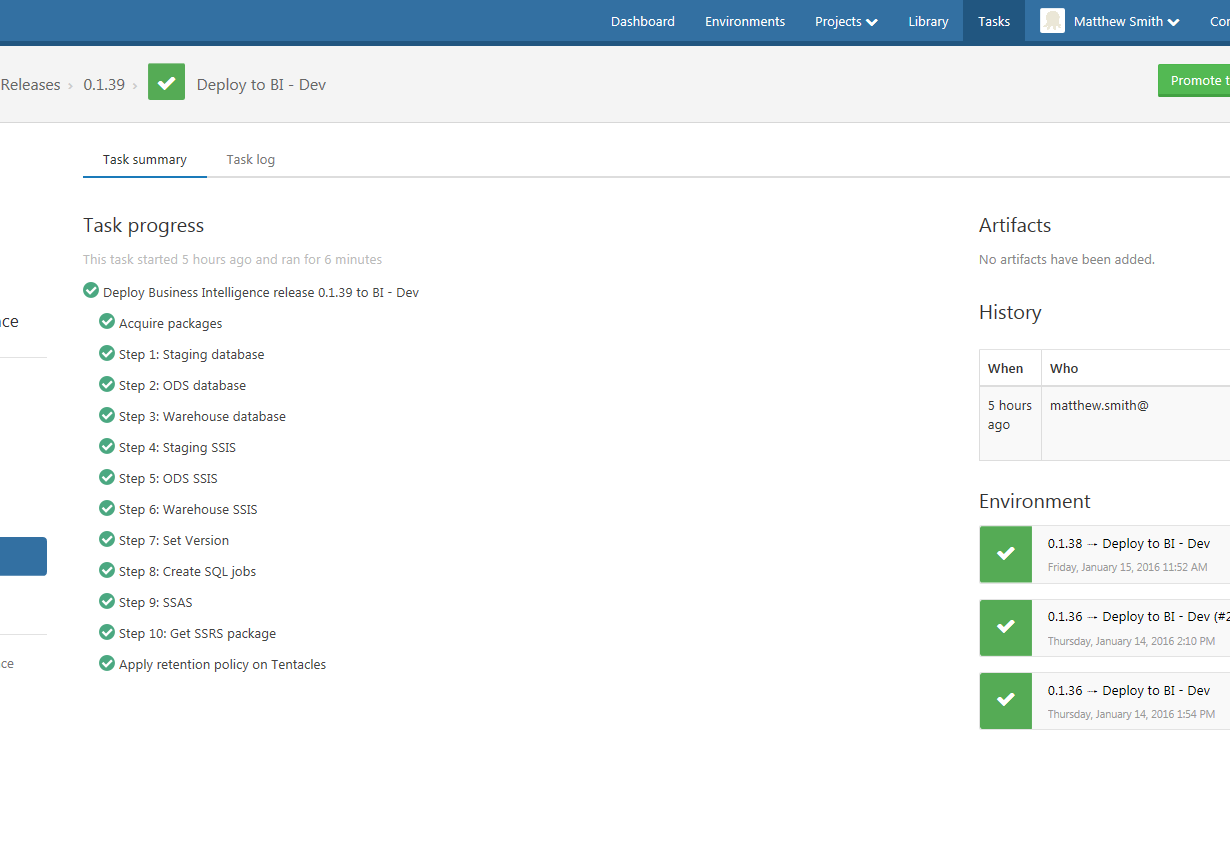 Dashboard Environments Projects Library Tasks Matthew Smith Cor
Releases › 0.1.39 › Deploy to BI - Dev
Promote t
Task summary Task log
Task progress
This task started 5 hours ago and ran for 6 minutes
Deploy Business Intelligence release 0.1.39 to BI - Dev
Acquire packages
Step 1: Staging database
Step 2: ODS database
Step 3: Warehouse database
Step 4: Staging SSIS
Step 5: ODS SSIS
Step 6: Warehouse SSIS
Step 7: Set Version
Step 8: Create SQL jobs
Step 9: SSAS
Step 10: Get SSRS package
Apply retention policy on Tentacles
ce
ce
Artifacts
No artifacts have been added.
History
When Who
5 hours matthew.smith@
ago
Environment
0.1.38 → Deploy to BI - Dev
Friday, January 15, 2016 11:52 AM
0.1.36 → Deploy to BI - Dev (#2
Thursday, January 14, 2016 2:10 PM
0.1.36 → Deploy to BI - Dev
Thursday, January 14, 2016 1:54 PM